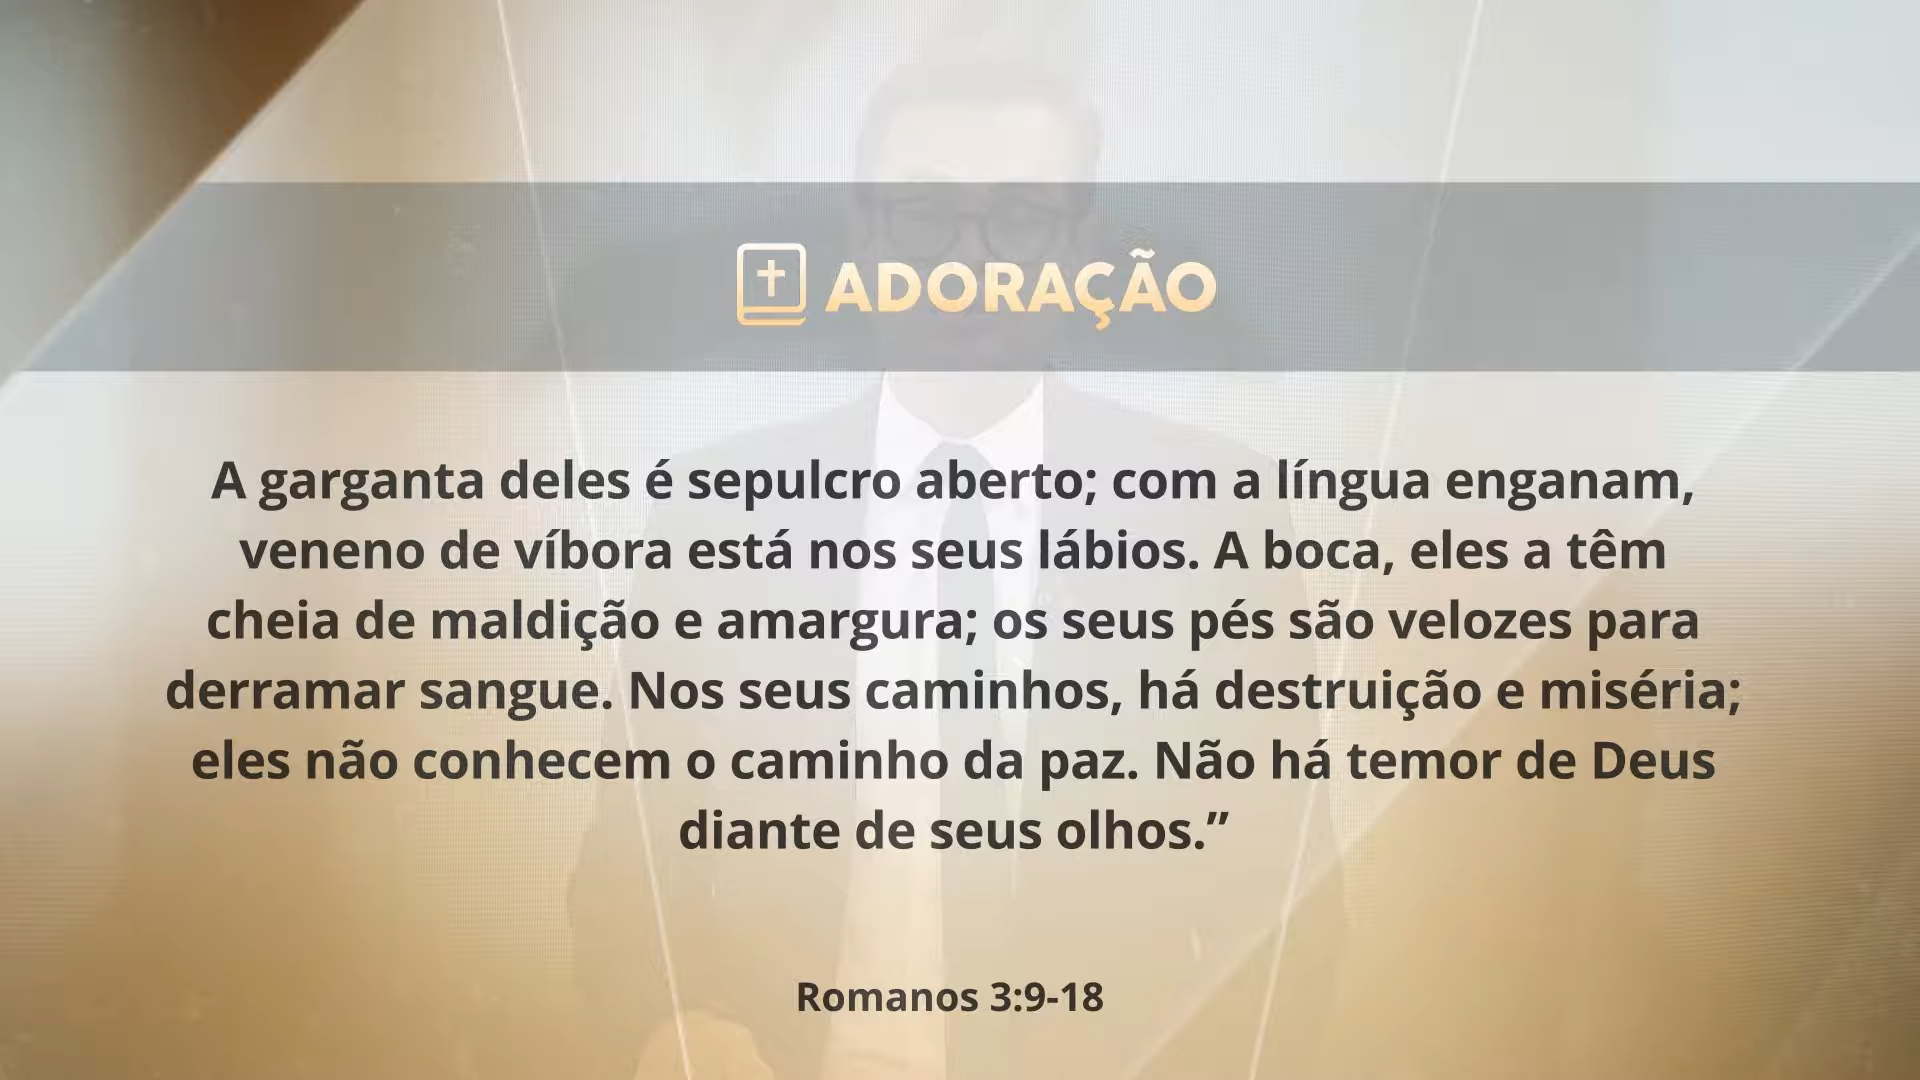 ADORAÇÃO
A garganta deles é sepulcro aberto; com a língua enganam,
veneno de víbora está nos seus lábios. A boca, eles a têm
cheia de maldição e amargura; os seus pés são velozes para
derramar sangue. Nos seus caminhos, há destruição e miséria;
eles não conhecem o caminho da paz. Não há temor de Deus
diante de seus olhos.”
Romanos 3:9-18